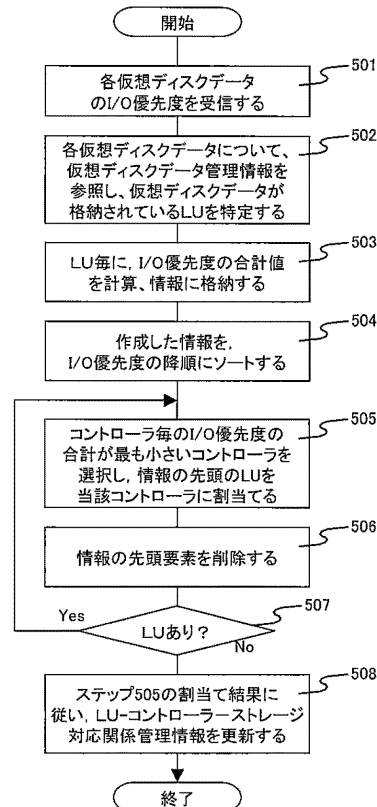 開始
501
各仮想ディスクデータ
のI/O優先度を受信する
502
各仮想ディスクデータについて、
仮想ディスクデータ管理情報を
参照し、仮想ディスクデータが
格納されているLUを特定する
503
LU毎に，I/O優先度の合計値
を計算、情報に格納する
504
作成した情報を，
I/O優先度の降順にソートする
505
コントローラ毎のI/O優先度の
合計が最も小さいコントローラを
選択し，情報の先頭のLUを
当該コントローラに割当てる
506
情報の先頭要素を削除する
507
Yes
LUあり？
No
508
ステップ505の割当て結果に
従い，LU-コントローラーストレージ
対応関係管理情報を更新する
終了